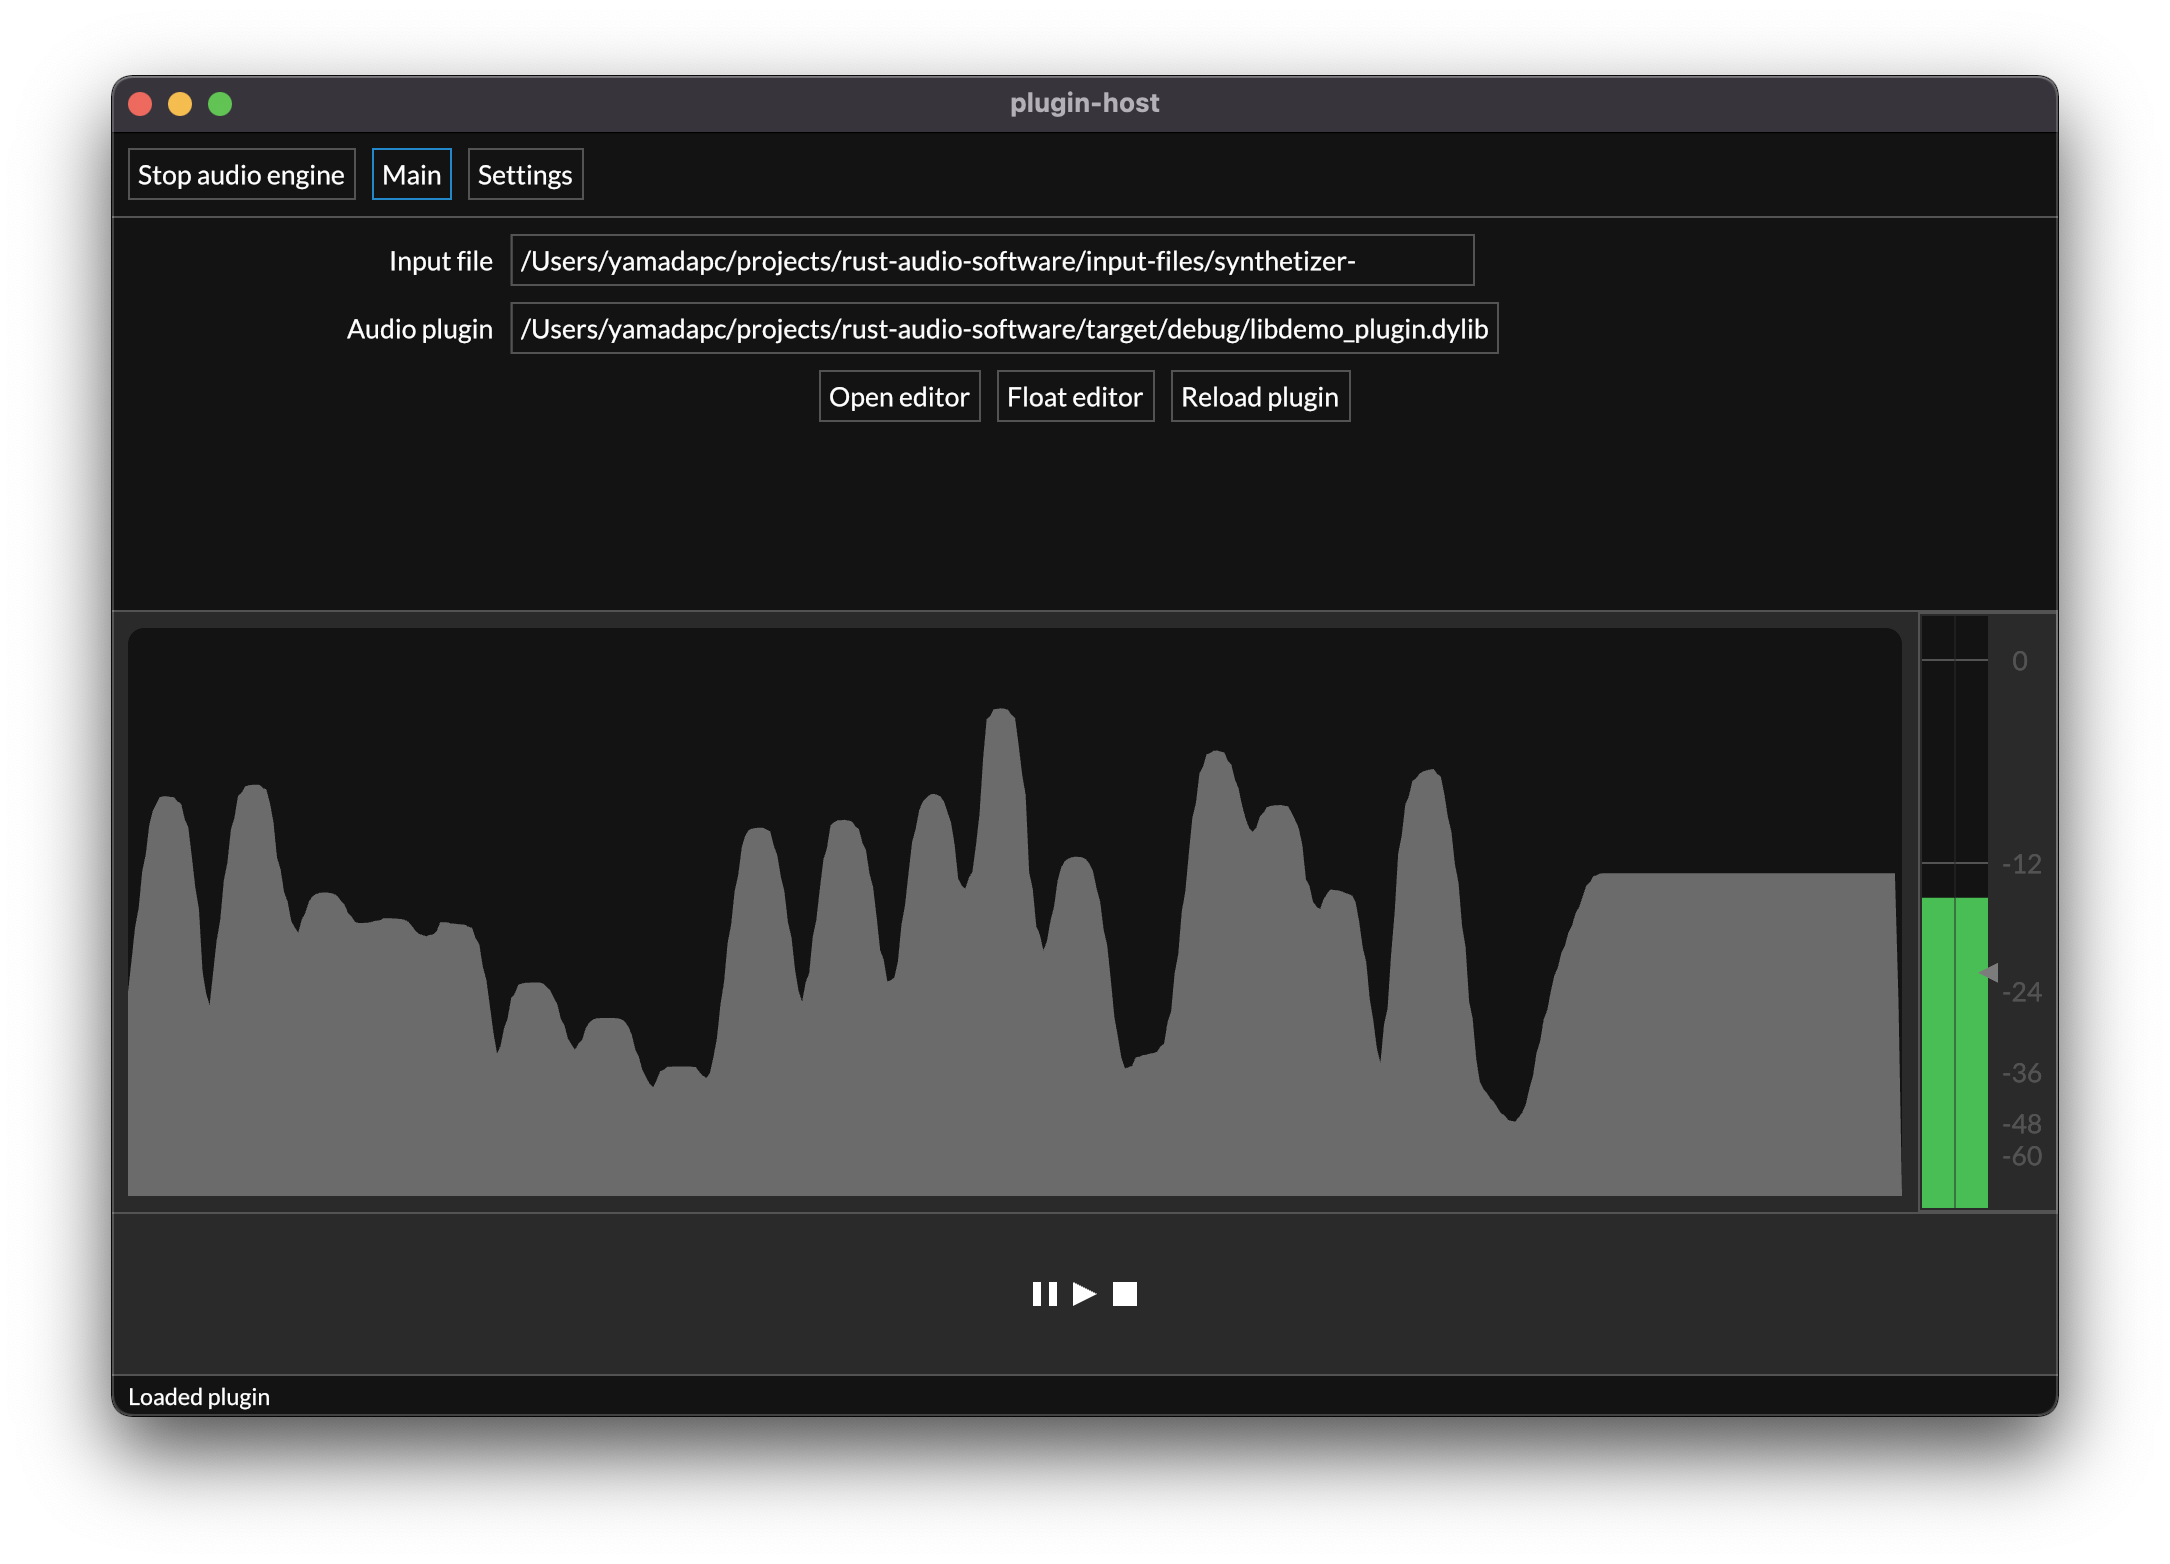 plugin-host
Stop audio engine Main Settings
Input file /Users/yamadapc/projects/rust-audio-software/input-files/synthetizer-
Audio plugin /Users/yamadapc/projects/rust-audio-software/target/debug/libdemo_plugin.dylib
Open editor Float editor Reload plugin
0
-12
-24
-36
-48
-60
Loaded plugin